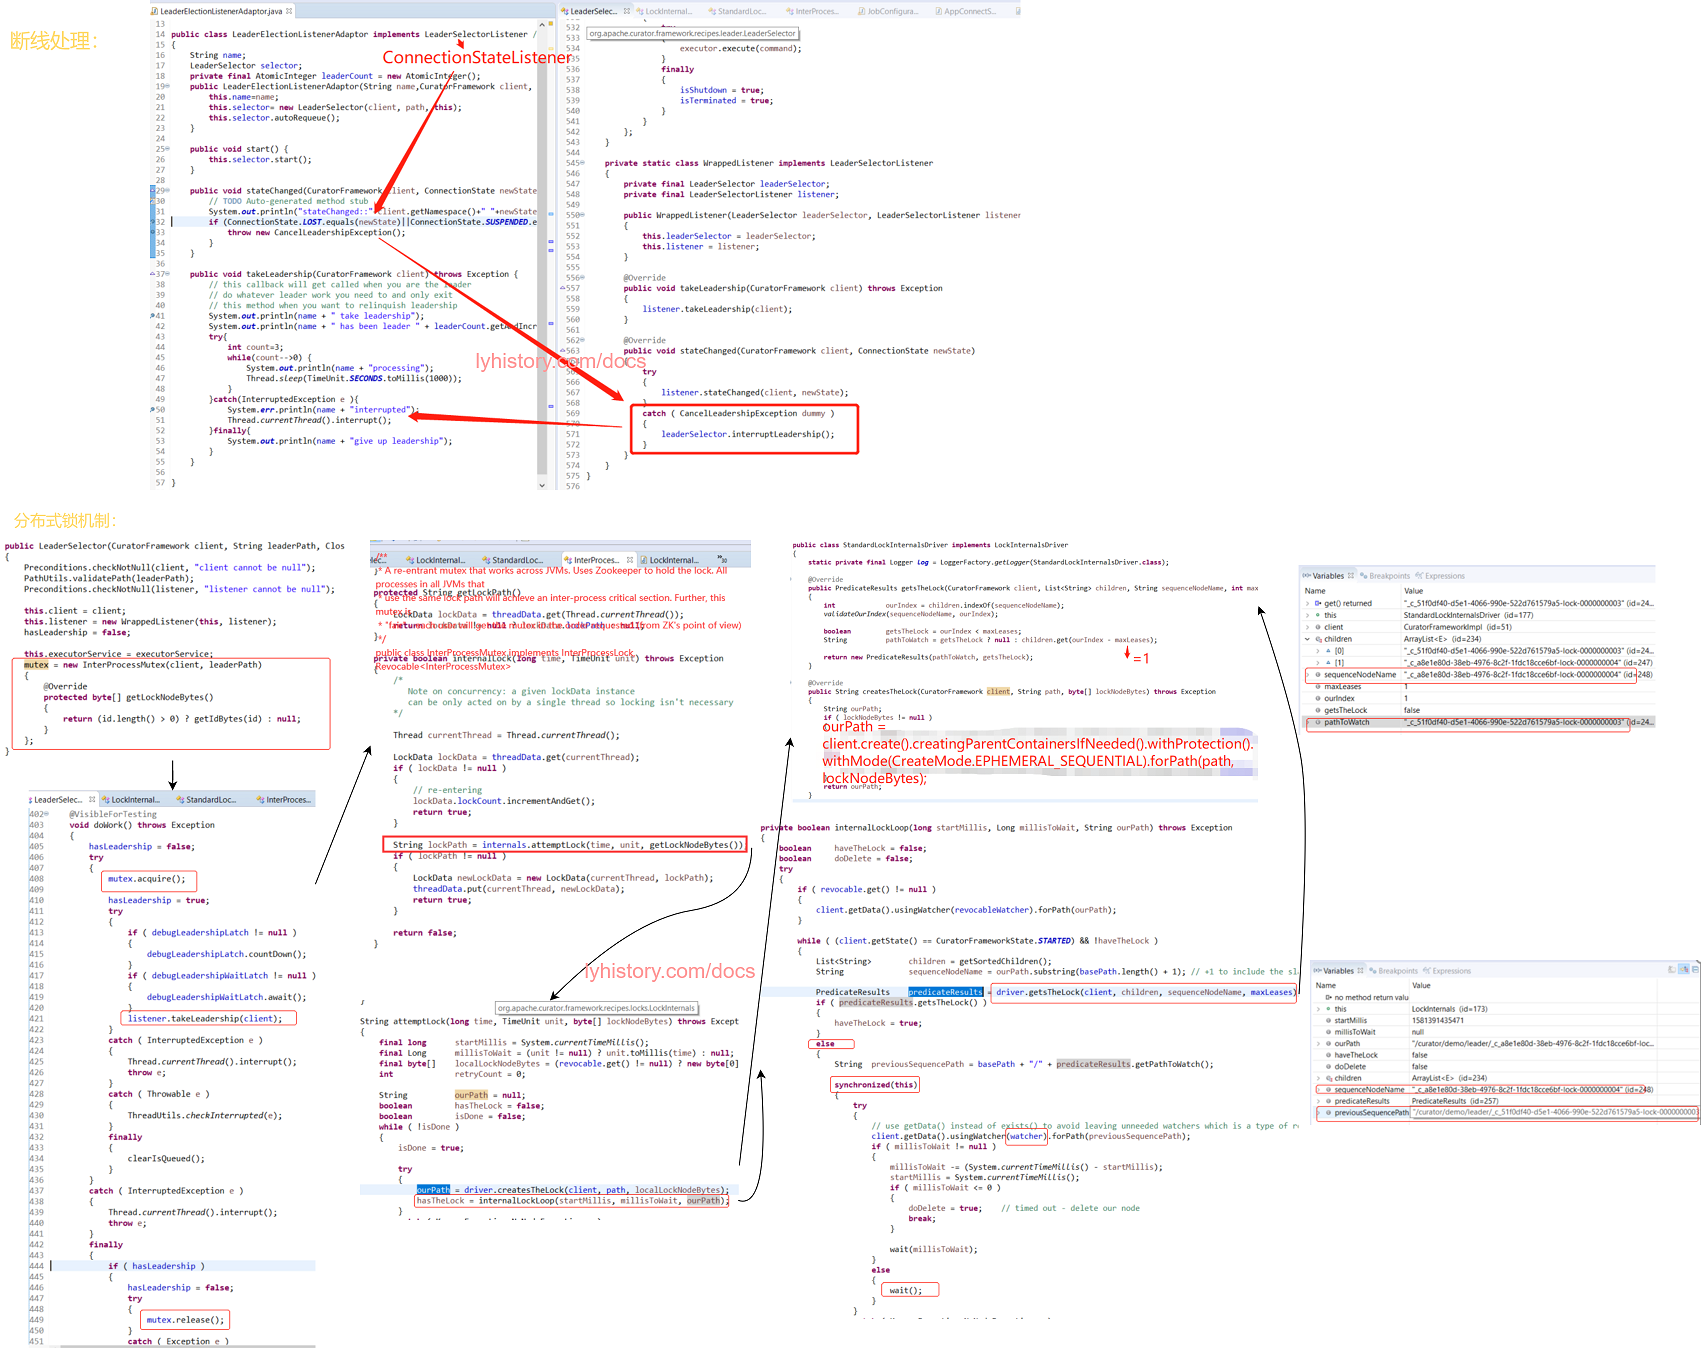 断线处理:
LeaderElectionListenerAdaptor.java
13
14 public class LeaderElectionListenerAdaptor implements LeaderSelectorListener /
15 {
16 String name;
17 LeaderSelector selector;
18 private final AtomicInteger leaderCount = new AtomicInteger();
19 public LeaderElectionListenerAdaptor(String name,CuratorFramework client,
20 this.name=name;
21 this.selector= new LeaderSelector(client, path, this);
22 this.selector.autoRequeue();
23 }
24
25 public void start() {
26 this.selector.start();
27 }
28
29 public void stateChanged(CuratorFramework client, ConnectionState newState
30 // TODO Auto-generated method stub
31 System.out.println("stateChanged::" client.getNamespace()+" "+newState
32 if (ConnectionState.LOST.equals(newState)||ConnectionState.SUSPENDED.e
33 throw new CancelLeadershipException();
34 }
35 }
36
37 public void takeLeadership(CuratorFramework client) throws Exception {
38 // this callback will get called when you are the leader
39 // do whatever leader work you need to and only exit
40 // this method when you want to relinquish leadership
41 System.out.println(name + " take leadership");
42 System.out.println(name + " has been leader " + leaderCount.getAndIncr
43 try{
44 int count=3;
45 while(count-->0) {
46 System.out.println(name + "processing");
47 Thread.sleep(TimeUnit.SECONDS.toMillis(1000));
48 }
49 }catch(InterruptedException e ){
50 System.err.println(name + "interrupted");
51 Thread.currentThread().interrupt();
52 }finally{
53 System.out.println(name + "give up leadership");
54 }
55 }
56
57 }
ConnectionStateListener
LeaderSelec... LockInternal... StandardLoc... InterProces... JobConfigura... AppConnectS...
532 try
org.apache.curator.framework.recipes.leader.LeaderSelector
534 executor.execute(command);
535 }
536 finally
537 {
538 isShutdown = true;
539 isTerminated = true;
540 }
541 }
542 };
543 }
544
545 private static class WrappedListener implements LeaderSelectorListener
546 {
547 private final LeaderSelector leaderSelector;
548 private final LeaderSelectorListener listener;
549
550 public WrappedListener(LeaderSelector leaderSelector, LeaderSelectorListener listener
551 {
552 this.leaderSelector = leaderSelector;
553 this.listener = listener;
554 }
555
556 @Override
557 public void takeLeadership(CuratorFramework client) throws Exception
558 {
559 listener.takeLeadership(client);
560 }
561
562 @Override
563 public void stateChanged(CuratorFramework client, ConnectionState newState)
565 try
566 {
567 listener.stateChanged(client, newState);
568
569 catch ( CancelLeadershipException dummy )
570 {
571 leaderSelector.interruptLeadership();
572 }
573 }
574 }
575 }
576
lyhistory.com/docs
分布式锁机制:
public LeaderSelector(CuratorFramework client, String leaderPath, Clos
{
Preconditions.checkNotNull(client, "client cannot be null");
PathUtils.validatePath(leaderPath);
Preconditions.checkNotNull(listener, "listener cannot be null");
this.client = client;
this.listener = new WrappedListener(this, listener);
hasLeadership = false;
this.executorService = executorService;
mutex = new InterProcessMutex(client, leaderPath)
{
@Override
protected byte[] getLockNodeBytes()
{
return (id.length() > 0) ? getIdBytes(id) : null;
}
};
}
LeaderSelec... LockInternal... StandardLoc... InterProces...
402 @VisibleForTesting
403 void doWork() throws Exception
404 {
405 hasLeadership = false;
406 try
407 {
408 mutex.acquire();
409
410 hasLeadership = true;
411 try
412 {
413 if ( debugLeadershipLatch != null )
414 {
415 debugLeadershipLatch.countDown();
416 }
417 if ( debugLeadershipWaitLatch != null )
418 {
419 debugLeadershipWaitLatch.await();
420 }
421 listener.takeLeadership(client);
422 }
423 catch ( InterruptedException e )
424 {
425 Thread.currentThread().interrupt();
426 throw e;
427 }
428 catch ( Throwable e )
429 {
430 ThreadUtils.checkInterrupted(e);
431 }
432 finally
433 {
434 clearIsQueued();
435 }
436 }
437 catch ( InterruptedException e )
438 {
439 Thread.currentThread().interrupt();
440 throw e;
441 }
442 finally
443 {
444 if ( hasLeadership )
445 {
446 hasLeadership = false;
447 try
448 {
449 mutex.release();
450 }
451 catch ( Exception e )
LockInternal... StandardLoc... InterProces... LockInternal...
/**
* A re-entrant mutex that works across JVMs. Uses Zookeeper to hold the lock. All
processes in all JVMs that
protected String getLockPath()
* use the same lock path will achieve an inter-process critical section. Further, this
mutex is
LockData lockData = threadData.get(Thread.currentThread());
from ZK's point of view)
*/
public class InterProcessMutex implements InterProcessLock,
Revocable<InterProcessMutex>
private boolean internalLock(long time, TimeUnit unit) throws Exception
{
/*
Note on concurrency: a given lockData instance
can be only acted on by a single thread so locking isn't necessary
*/
Thread currentThread = Thread.currentThread();
LockData lockData = threadData.get(currentThread);
if ( lockData != null )
{
// re-entering
lockData.lockCount.incrementAndGet();
return true;
}
String lockPath = internals.attemptLock(time, unit, getLockNodeBytes())
if ( lockPath != null )
{
LockData newLockData = new LockData(currentThread, lockPath);
threadData.put(currentThread, newLockData);
return true;
}
return false;
}
lyhistory.com/docs
org.apache.curator.framework.recipes.locks.LockInternals
String attemptLock(long time, TimeUnit unit, byte[] lockNodeBytes) throws Except
{
final long startMillis = System.currentTimeMillis();
final Long millisToWait = (unit != null) ? unit.toMillis(time) : null;
final byte[] localLockNodeBytes = (revocable.get() != null) ? new byte[0]
int retryCount = 0;
String ourPath = null;
boolean hasTheLock = false;
boolean isDone = false;
while ( !isDone )
{
isDone = true;
try
{
ourPath = driver.createsTheLock(client, path, localLockNodeBytes);
hasTheLock = internalLockLoop(startMillis, millisToWait, ourPath);
}
public class StandardLockInternalsDriver implements LockInternalsDriver
{
static private final Logger log = LoggerFactory.getLogger(StandardLockInternalsDriver.class);
@Override
public PredicateResults getsTheLock(CuratorFramework client, List<String> children, String sequenceNodeName, int max
{
int ourIndex = children.indexOf(sequenceNodeName);
validateOurIndex(sequenceNodeName, ourIndex);
boolean getsTheLock = ourIndex < maxLeases;
String pathToWatch = getsTheLock ? null : children.get(ourIndex - maxLeases);
return new PredicateResults(pathToWatch, getsTheLock);
}
=1
@Override
public String createsTheLock(CuratorFramework client, String path, byte[] lockNodeBytes) throws Exception
{
String ourPath;
if ( lockNodeBytes != null )
ourPath =
client.create().creatingParentContainersIfNeeded().withProtection().
withMode(CreateMode.EPHEMERAL_SEQUENTIAL).forPath(path,
lockNodeBytes);
return ourPath;
}
private boolean internalLockLoop(long startMillis, Long millisToWait, String ourPath) throws Exception
{
boolean haveTheLock = false;
boolean doDelete = false;
try
{
if ( revocable.get() != null )
{
client.getData().usingWatcher(revocableWatcher).forPath(ourPath);
}
while ( (client.getState() == CuratorFrameworkState.STARTED) && !haveTheLock )
{
List<String> children = getSortedChildren();
String sequenceNodeName = ourPath.substring(basePath.length() + 1); // +1 to include the sl
PredicateResults predicateResults = driver.getsTheLock(client, children, sequenceNodeName, maxLeases)
if ( predicateResults.getsTheLock() )
{
haveTheLock = true;
}
else
{
String previousSequencePath = basePath + "/" + predicateResults.getPathToWatch();
synchronized(this)
{
try
{
// use getData() instead of exists() to avoid leaving unneeded watchers which is a type of r
client.getData().usingWatcher(watcher).forPath(previousSequencePath);
if ( millisToWait != null )
{
millisToWait -= (System.currentTimeMillis() - startMillis);
startMillis = System.currentTimeMillis();
if ( millisToWait <= 0 )
{
doDelete = true; // timed out - delete our node
break;
}
wait(millisToWait);
}
else
{
wait();
}
}
Variables Breakpoints Expressions
Name Value
get() returned "_c_51f0df40-d5e1-4066-990e-522d761579a5-lock-0000000003" (id=24...
this StandardLockInternalsDriver (id=177)
client CuratorFrameworkImpl (id=51)
children ArrayList<E> (id=234)
[0] "_c_51f0df40-d5e1-4066-990e-522d761579a5-lock-0000000003" (id=24...
[1] "_c_a8e1e80d-38eb-4976-8c2f-1fdc18cce6bf-lock-0000000004" (id=247)
sequenceNodeName "_c_a8e1e80d-38eb-4976-8c2f-1fdc18cce6bf-lock-0000000004" (id=248)
maxLeases 1
ourIndex 1
getsTheLock false
pathToWatch "_c_51f0df40-d5e1-4066-990e-522d761579a5-lock-0000000003" (id=24...
Variables Breakpoints Expressions
Name Value
no method return valu
this LockInternals (id=173)
startMillis 1581391435471
millisToWait null
ourPath "/curator/demo/leader/_c_a8e1e80d-38eb-4976-8c2f-1fdc18cce6bf-loc...
haveTheLock false
doDelete false
children ArrayList<E> (id=234)
sequenceNodeName "_c_a8e1e80d-38eb-4976-8c2f-1fdc18cce6bf-lock-0000000004" (id=248)
predicateResults PredicateResults (id=257)
previousSequencePath "/curator/demo/leader/_c_51f0df40-d5e1-4066-990e-522d761579a5-lock-0000000003